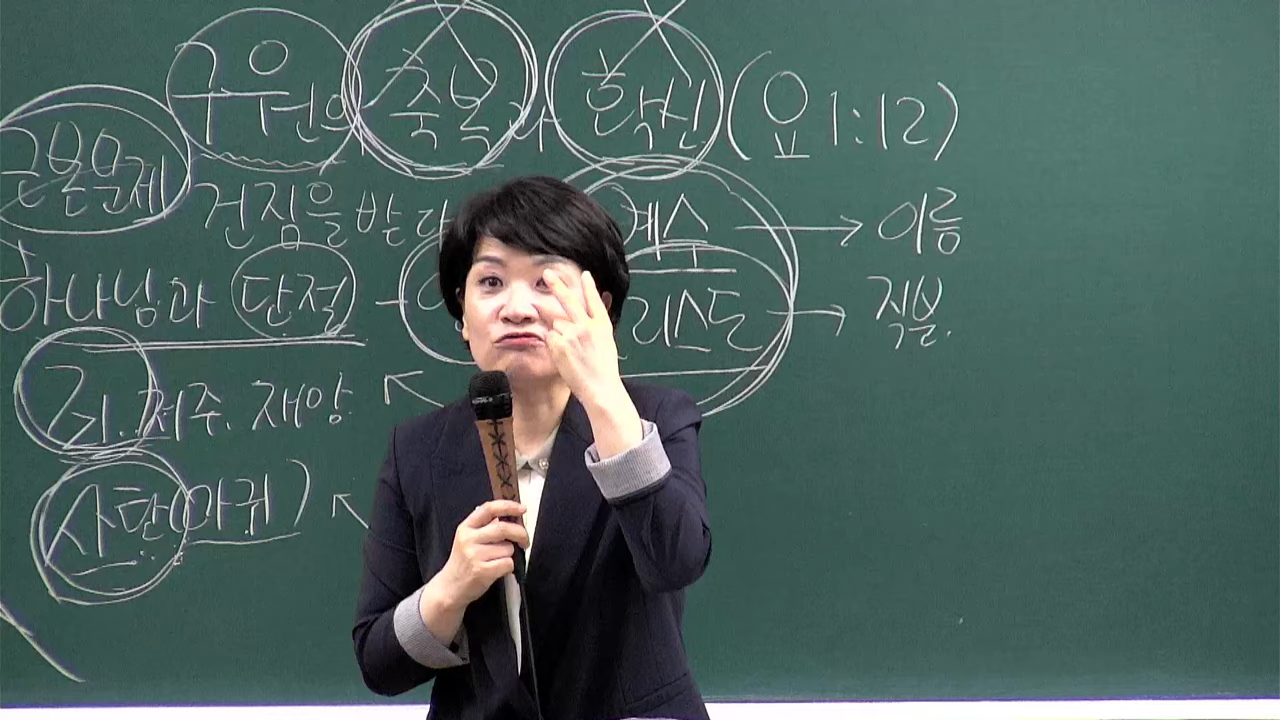 구원의 축복과 확신 (요 1:12)
근본문제
건짐을 받다 예수 → 이름
하나님과 단절 리스도 → 직분.
죄. 저주. 재앙 ←
사탄(마귀) ←